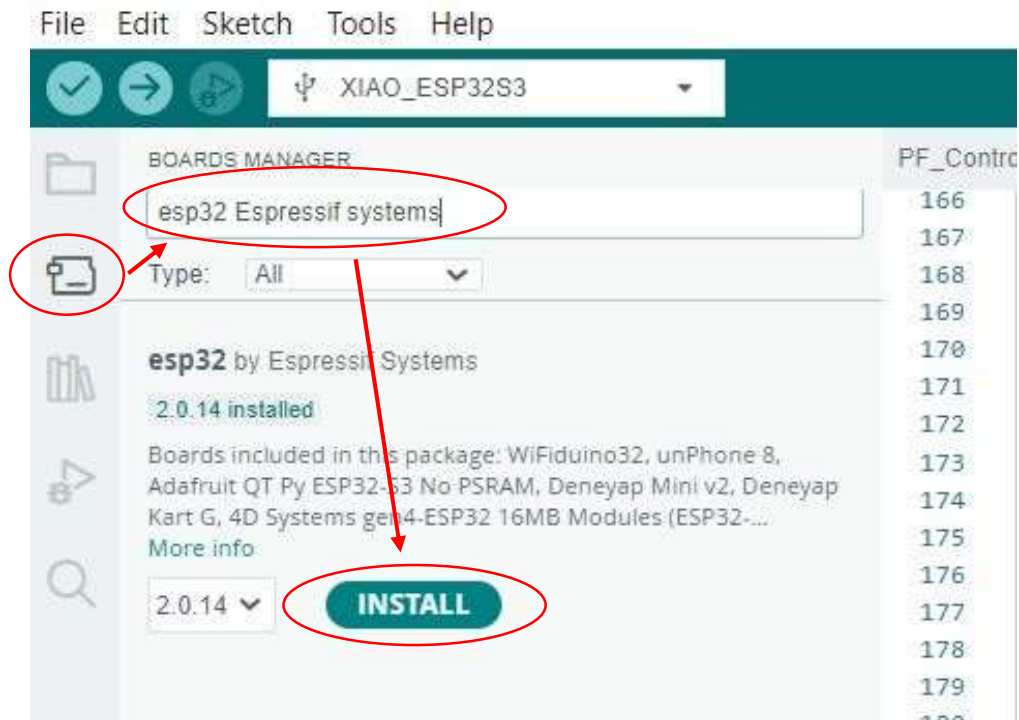 File Edit Sketch Tools Help
XIAO_ESP32S3
BOARDS MANAGER
PF_Contro
esp32 Espressif systems
Type: All
esp32 by Espressif Systems
2.0.14 installed
Boards included in this package: WiFiduino32, unPhone 8,
Adafruit QT Py ESP32-S3 No PSRAM, Deneyap Mini v2, Deneyap
Kart G, 4D Systems gen4-ESP32 16MB Modules (ESP32-...
More info
2.0.14
INSTALL
166
167
168
169
170
171
172
173
174
175
176
177
178
179